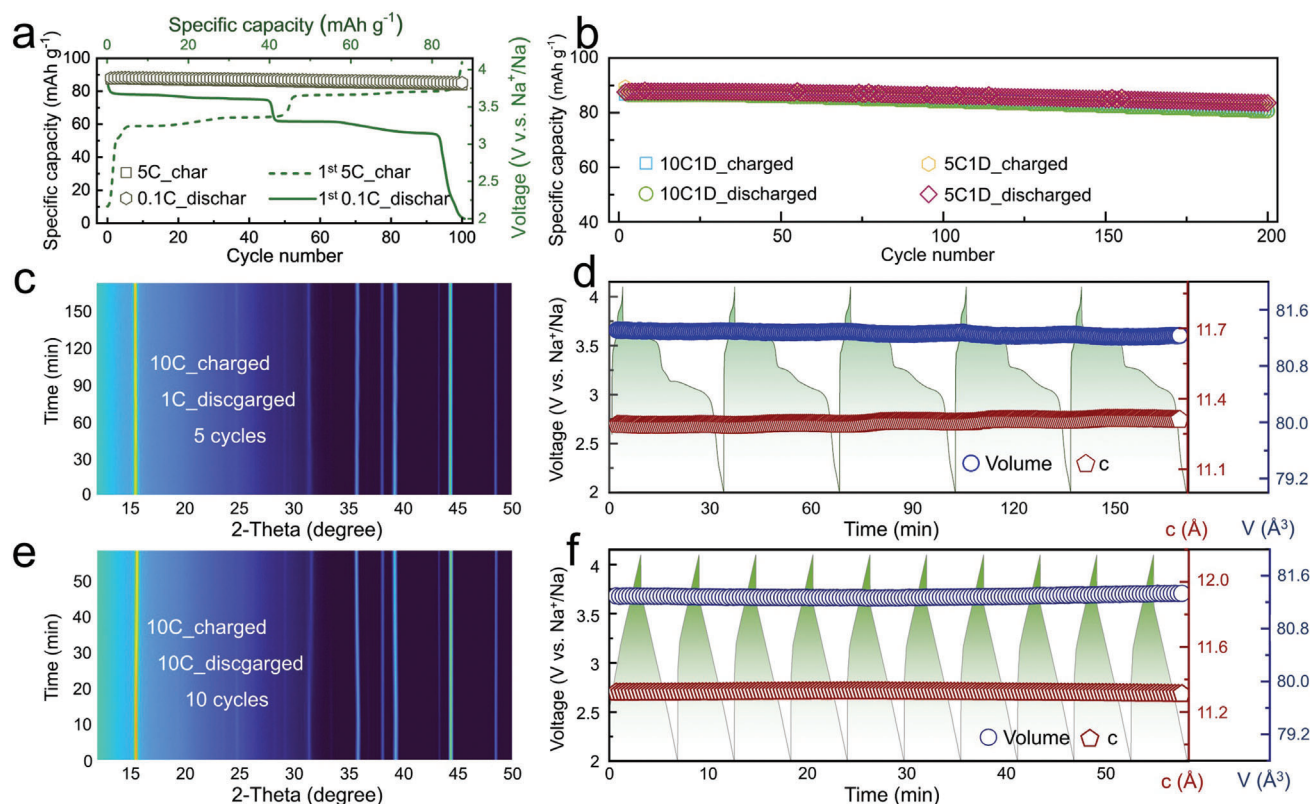 a
Specific capacity (mAh g⁻¹)
0 20 40 60 80
Specific capacity (mAh g⁻¹)
100
80
60
40
20
0
5C_char
0.1C_dischar
1st 5C_char
1st 0.1C_dischar
4
3.5
3
2.5
2
Voltage (V v.s. Na⁺/Na)
0 20 40 60 80 100
Cycle number
b
Specific capacity (mAh g⁻¹)
100
80
60
40
10C1D_charged
10C1D_discharged
5C1D_charged
5C1D_discharged
0 50 100 150 200
Cycle number
c
Time (min)
150
120
90
60
30
0
10C_charged
1C_discgarged
5 cycles
15 20 25 30 35 40 45 50
2-Theta (degree)
d
Voltage (V vs. Na⁺/Na)
4
3.5
3
2.5
2
Volume
c
0 30 60 90 120 150
Time (min)
11.7
11.4
11.1
c (Å)
81.6
80.8
80.0
79.2
V (Å³)
e
Time (min)
50
40
30
20
10
0
10C_charged
10C_discgarged
10 cycles
15 20 25 30 35 40 45 50
2-Theta (degree)
f
Voltage (V vs. Na⁺/Na)
4
3.5
3
2.5
2
Volume
c
0 10 20 30 40 50
Time (min)
12.0
11.6
11.2
c (Å)
81.6
80.8
80.0
79.2
V (Å³)